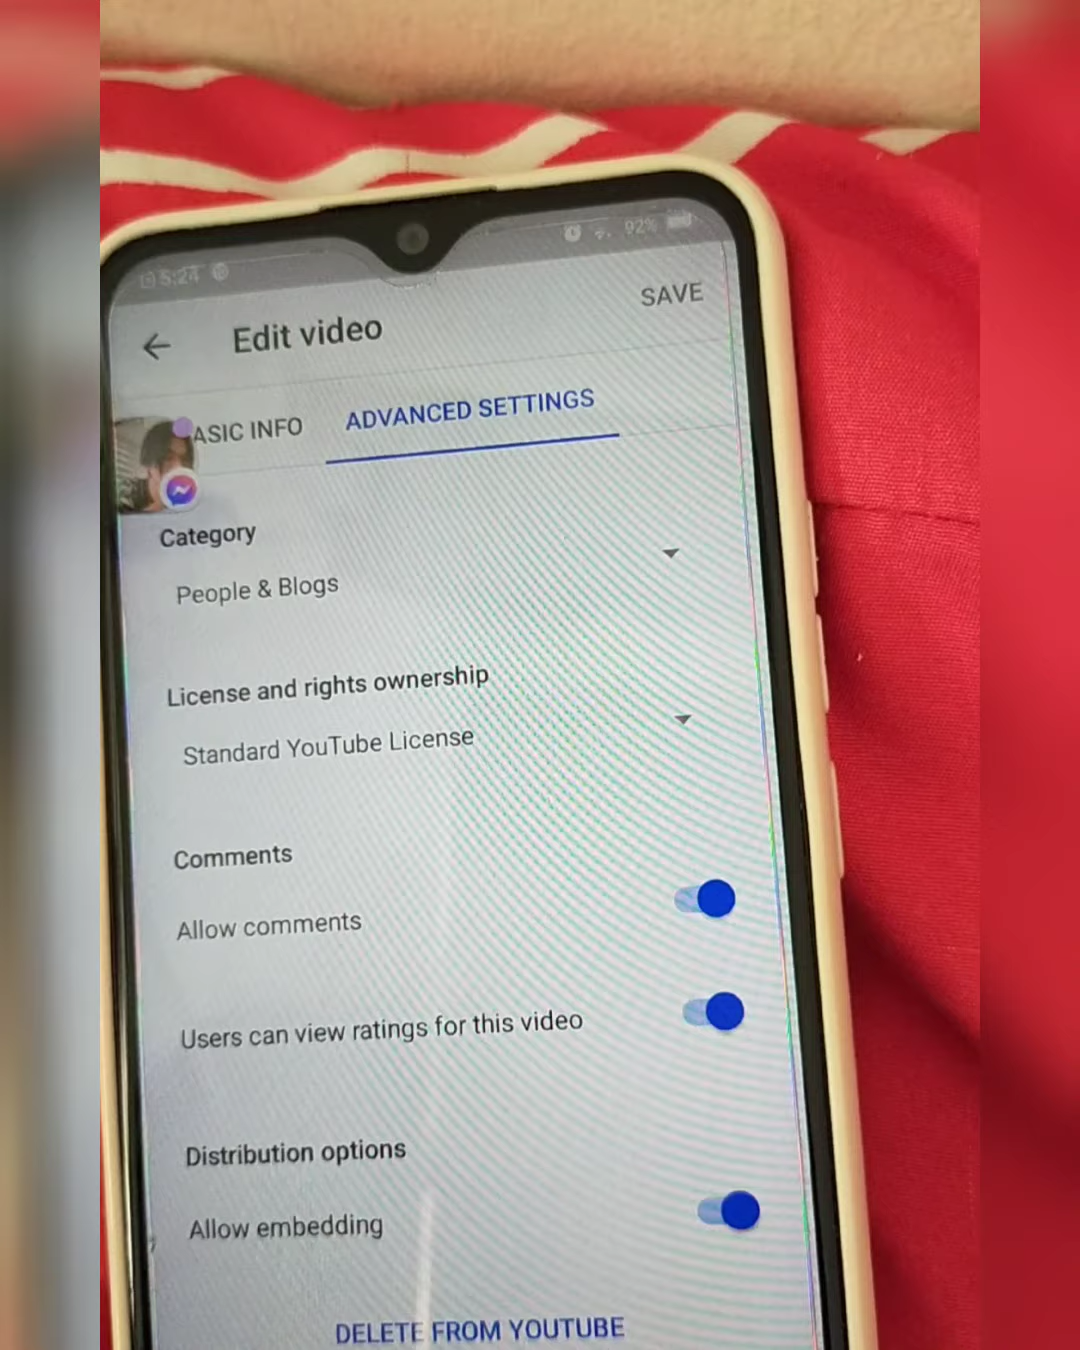 5:24 92%
Edit video SAVE
ASIC INFO ADVANCED SETTINGS
Category
People & Blogs
License and rights ownership
Standard YouTube License
Comments
Allow comments
Users can view ratings for this video
Distribution options
Allow embedding
DELETE FROM YOUTUBE